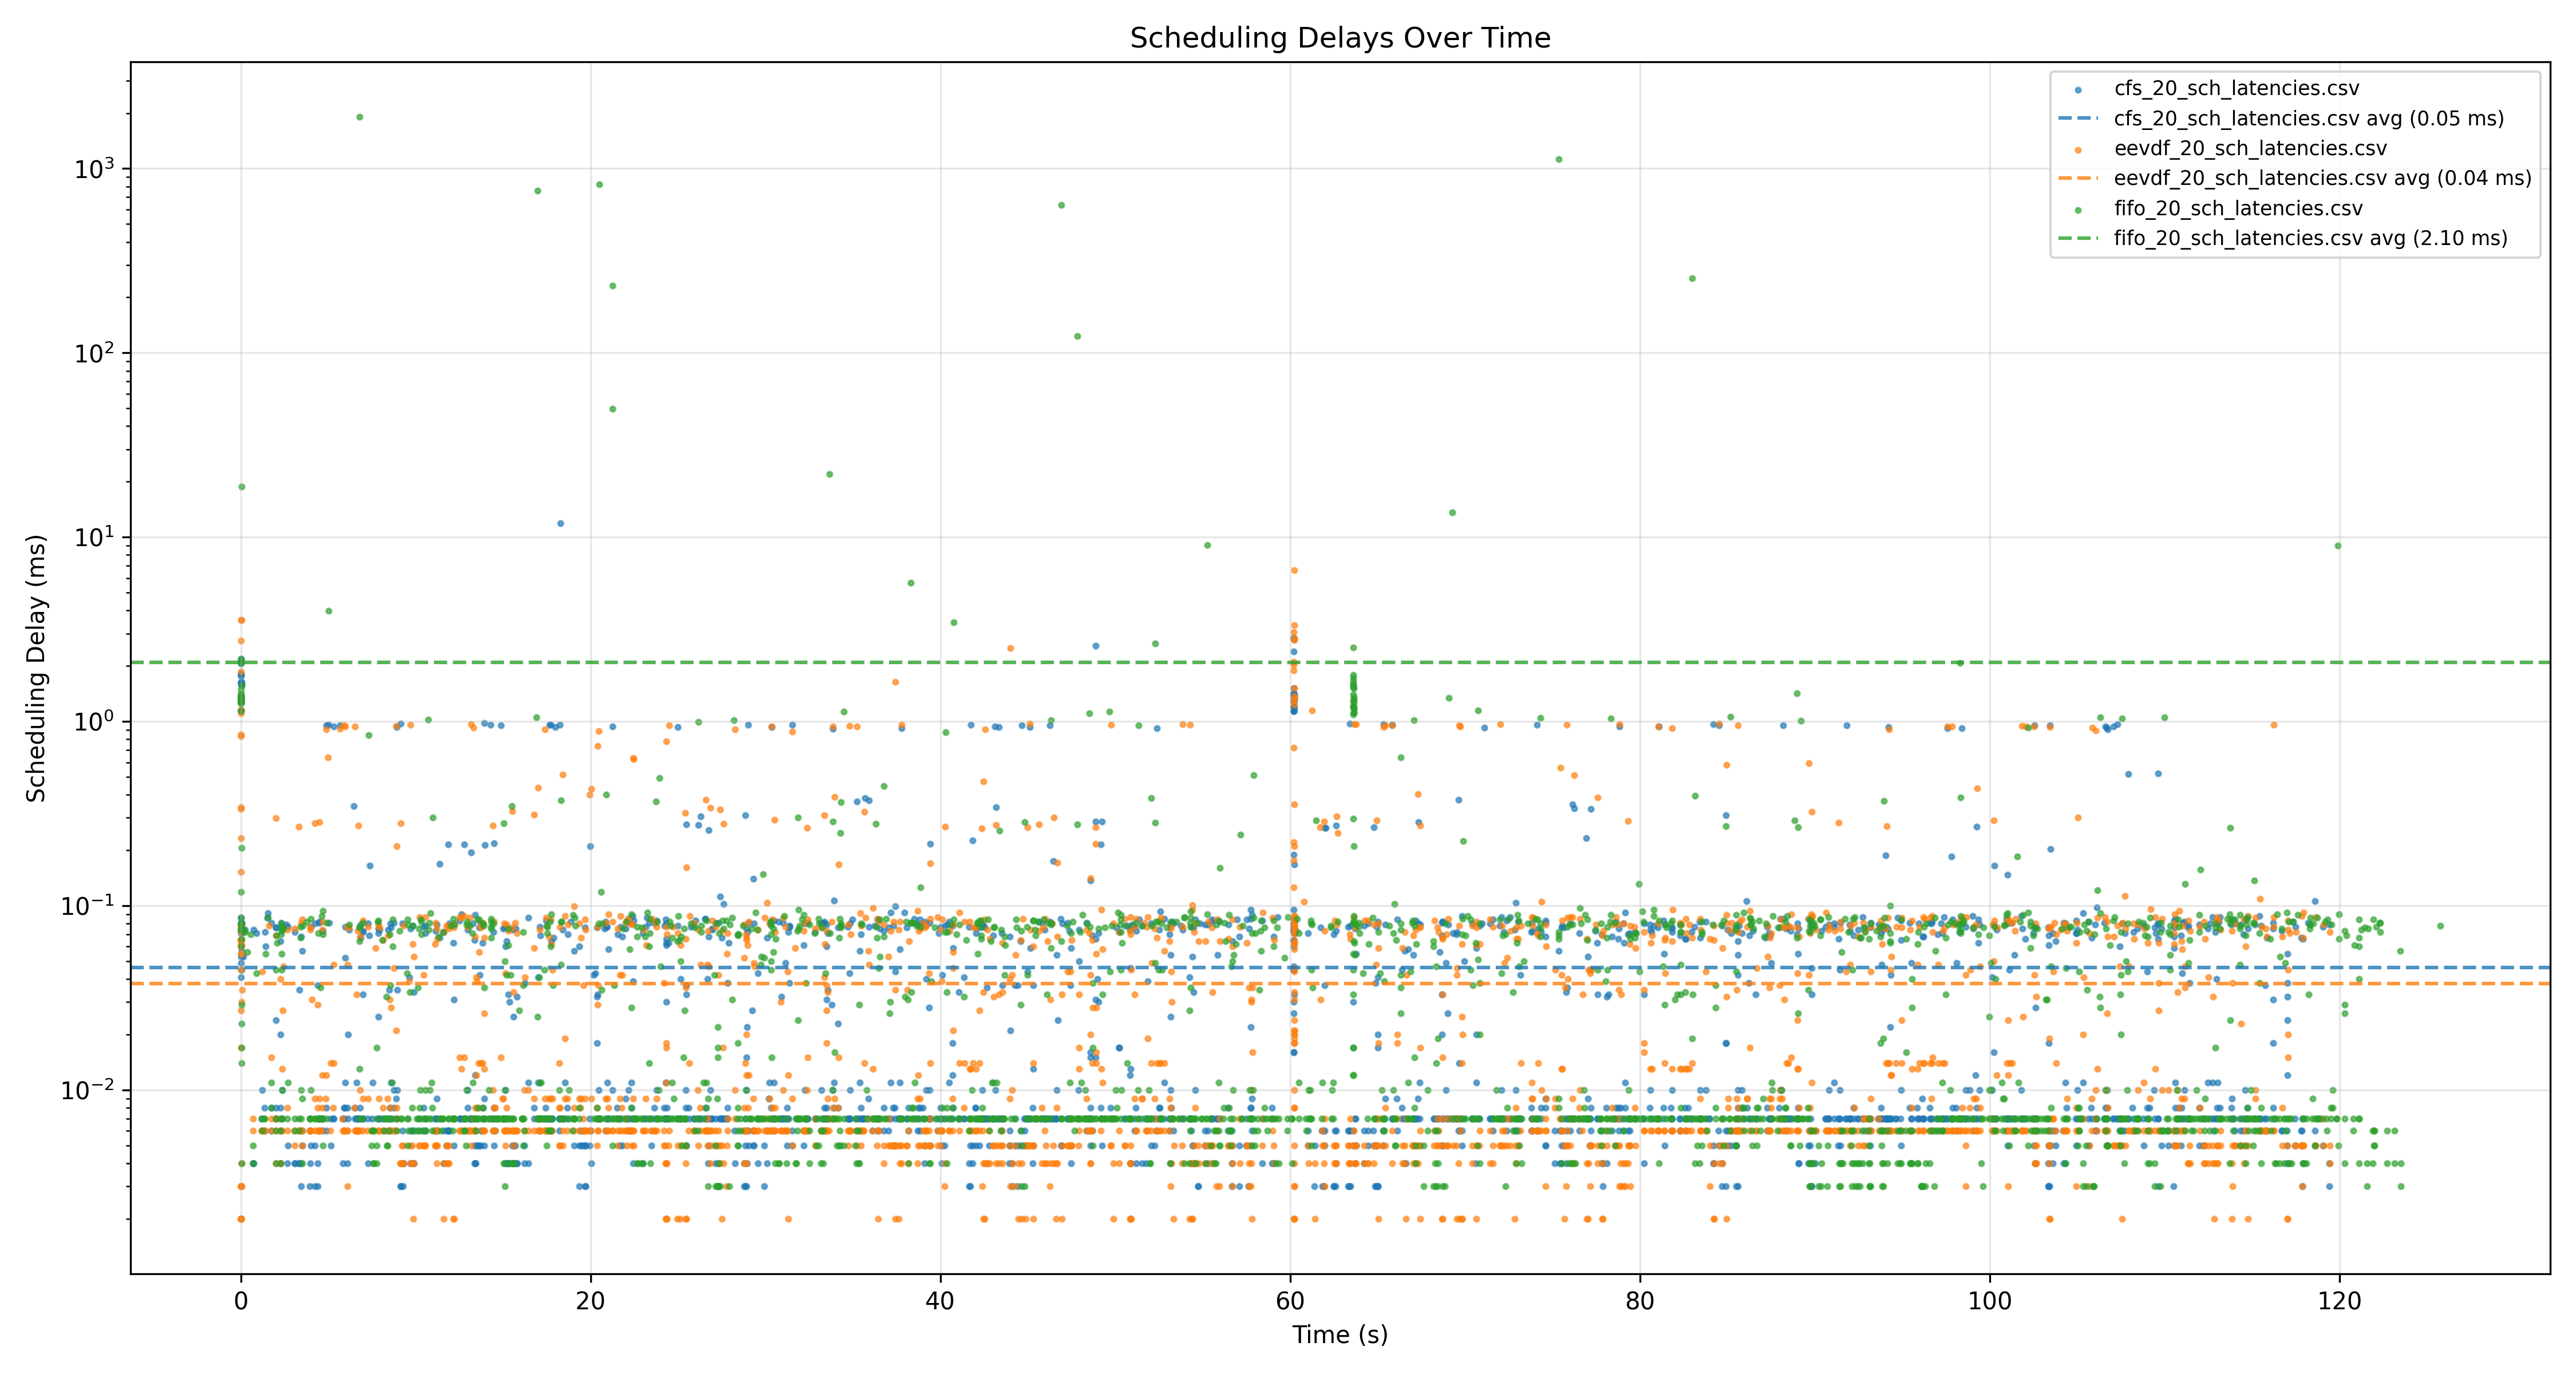 Scheduling Delays Over Time
cfs_20_sch_latencies.csv
cfs_20_sch_latencies.csv avg (0.05 ms)
eevdf_20_sch_latencies.csv
eevdf_20_sch_latencies.csv avg (0.04 ms)
fifo_20_sch_latencies.csv
fifo_20_sch_latencies.csv avg (2.10 ms)
Scheduling Delay (ms)
10³
10²
10¹
10⁰
10⁻¹
10⁻²
0 20 40 60 80 100 120
Time (s)